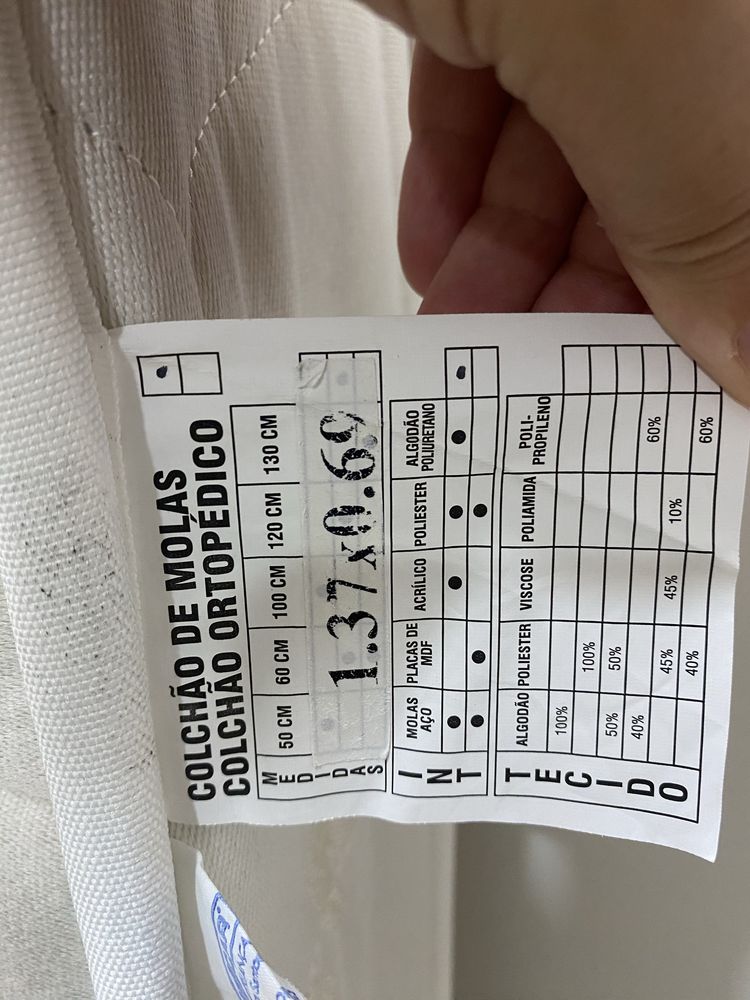 COLCHÃO DE MOLAS
COLCHÃO ORTOPÉDICO
MEDIDAS
50 CM 60 CM 100 CM 120 CM 130 CM
1.37x0.69
INT
MOLAS AÇO PLACAS DE MDF ACRÍLICO POLIESTER ALGODÃO POLIURETANO
TECIDO
ALGODÃO POLIESTER VISCOSE POLIAMIDA POLI-PROPILENO
100%
100%
50% 50%
40% 60%
45% 45% 10%
40% 60%